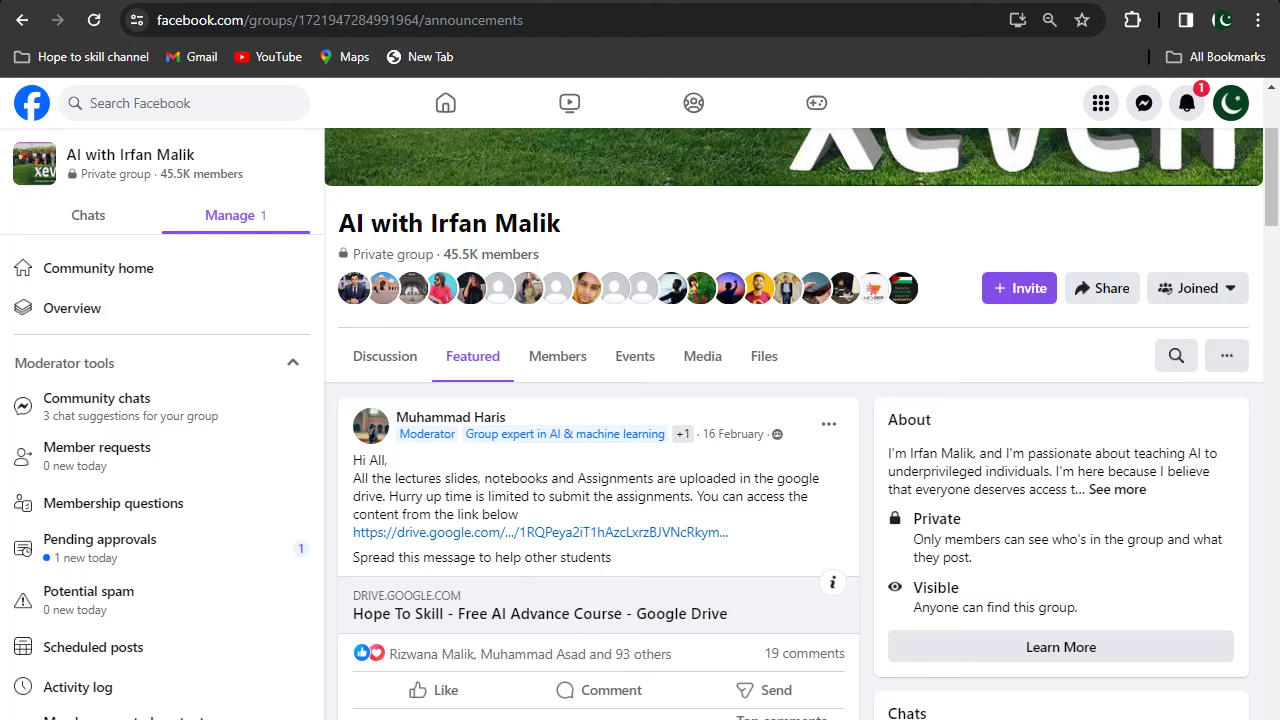 facebook.com/groups/1721947284991964/announcements
Hope to skill channel
Gmail
YouTube
Maps
New Tab
All Bookmarks
Search Facebook
1
AI with Irfan Malik
Private group · 45.5K members
Chats
Manage 1
Community home
Overview
Moderator tools
Community chats
3 chat suggestions for your group
Member requests
0 new today
Membership questions
Pending approvals
1 new today
1
Potential spam
0 new today
Scheduled posts
Activity log
xeven
AI with Irfan Malik
Private group · 45.5K members
+ Invite
Share
Joined
Discussion
Featured
Members
Events
Media
Files
Muhammad Haris
Moderator Group expert in AI & machine learning +1 · 16 February ·
Hi All,
All the lectures slides, notebooks and Assignments are uploaded in the google
drive. Hurry up time is limited to submit the assignments. You can access the
content from the link below
https://drive.google.com/.../1RQPeya2iT1hAzcLxrzBJVNcRkym...
Spread this message to help other students
DRIVE.GOOGLE.COM
Hope To Skill - Free AI Advance Course - Google Drive
Rizwana Malik, Muhammad Asad and 93 others
19 comments
Like
Comment
Send
About
I'm Irfan Malik, and I'm passionate about teaching AI to
underprivileged individuals. I'm here because I believe
that everyone deserves access t... See more
Private
Only members can see who's in the group and what
they post.
Visible
Anyone can find this group.
Learn More
Chats